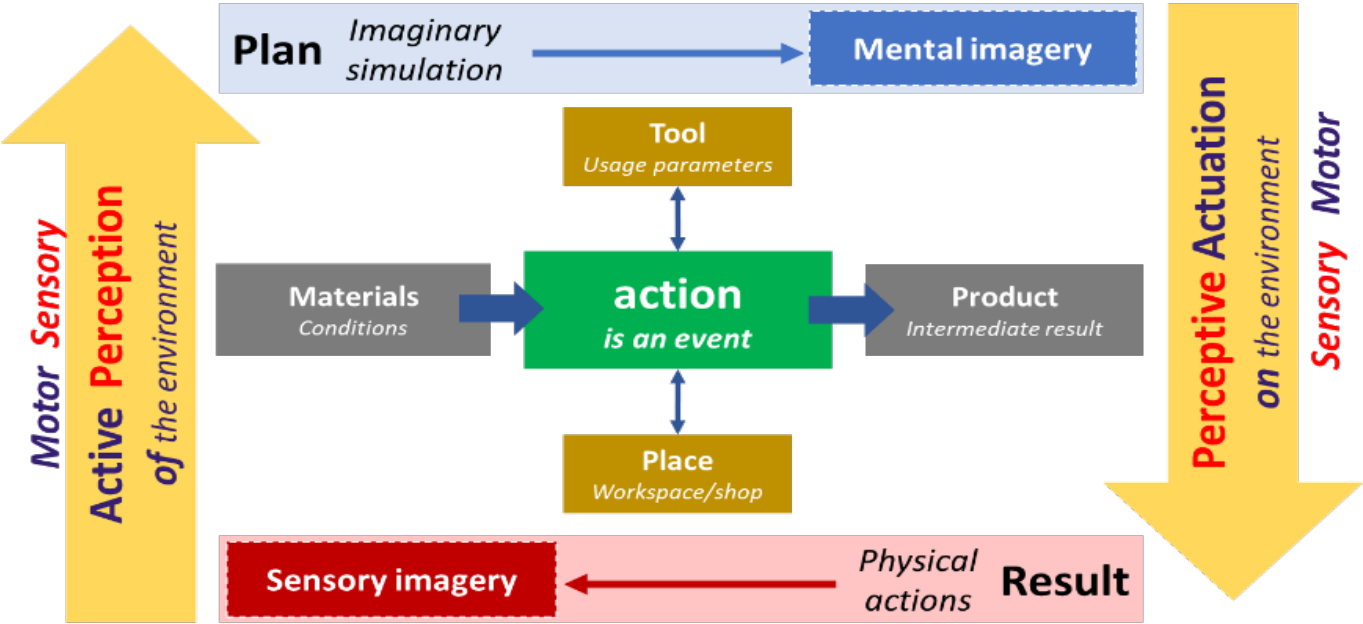 Plan
Imaginary
simulation
Mental imagery
Motor Sensory
Active Perception
of the environment
Tool
Usage parameters
Materials
Conditions
action
is an event
Product
Intermediate result
Place
Workspace/shop
Perceptive Actuation
on the environment
Sensory Motor
Sensory imagery
Physical
actions
Result